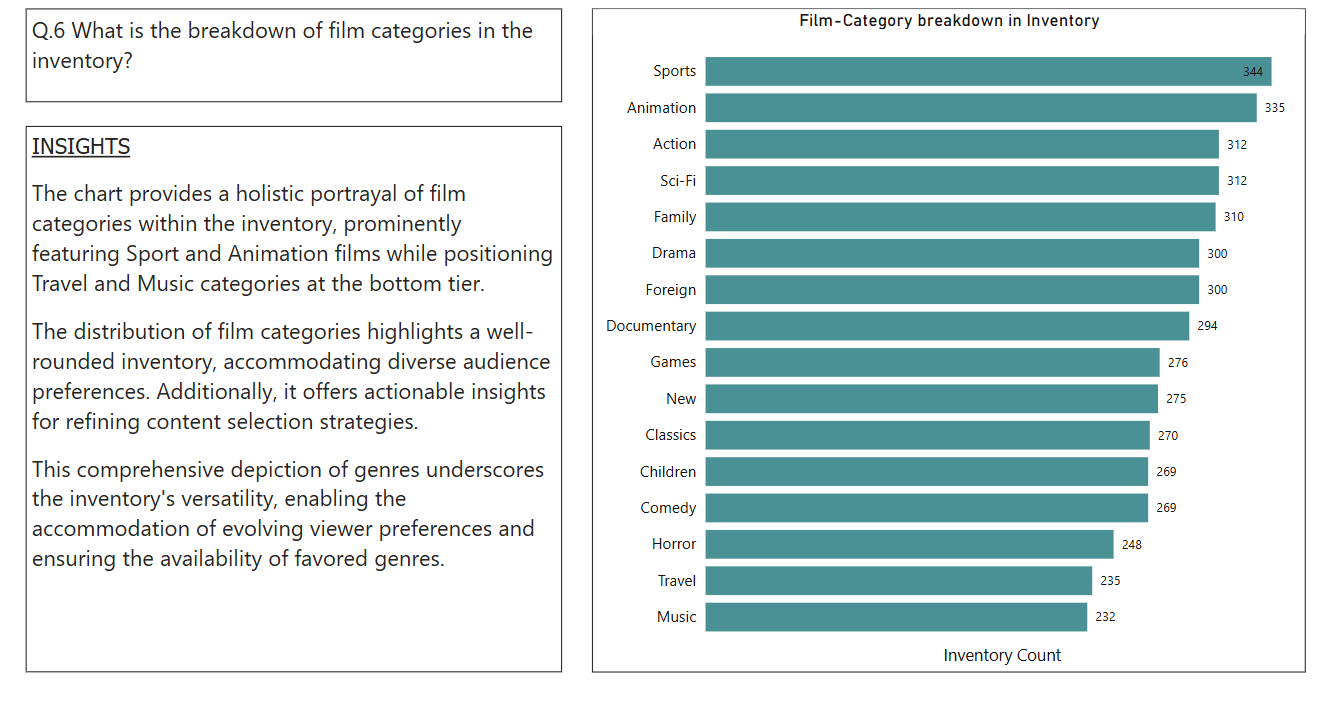 Q.6 What is the breakdown of film categories in the
inventory?
INSIGHTS
The chart provides a holistic portrayal of film
categories within the inventory, prominently
featuring Sport and Animation films while positioning
Travel and Music categories at the bottom tier.
The distribution of film categories highlights a well-
rounded inventory, accommodating diverse audience
preferences. Additionally, it offers actionable insights
for refining content selection strategies.
This comprehensive depiction of genres underscores
the inventory's versatility, enabling the
accommodation of evolving viewer preferences and
ensuring the availability of favored genres.
Film-Category breakdown in Inventory
Sports 344
Animation 335
Action 312
Sci-Fi 312
Family 310
Drama 300
Foreign 300
Documentary 294
Games 276
New 275
Classics 270
Children 269
Comedy 269
Horror 248
Travel 235
Music 232
Inventory Count